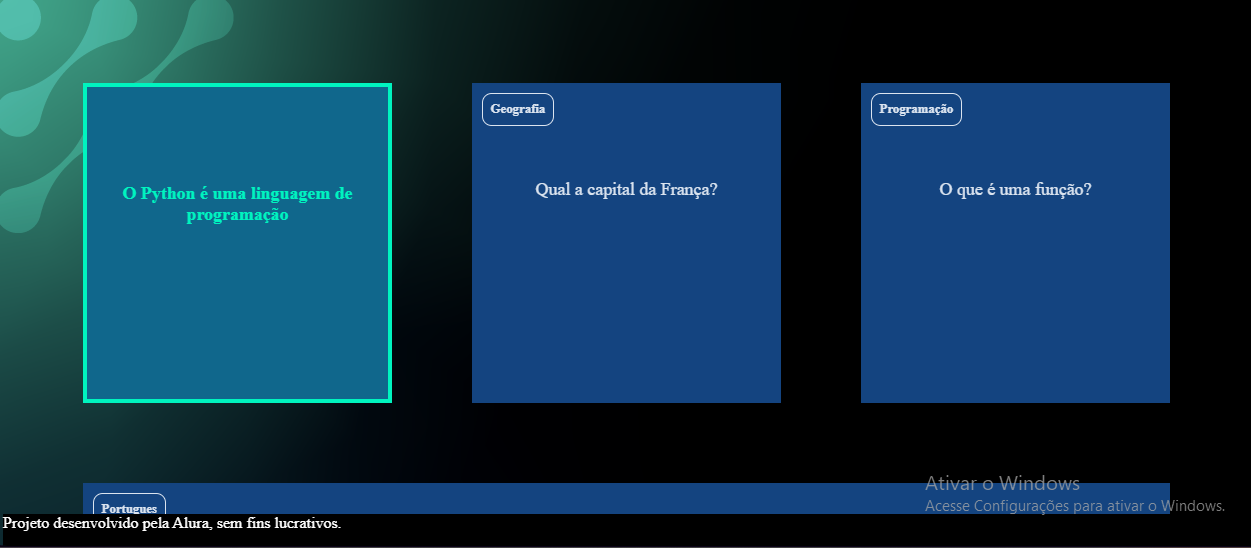 O Python é uma linguagem de
programação
Geografia
Qual a capital da França?
Programação
O que é uma função?
Portugues
Projeto desenvolvido pela Alura, sem fins lucrativos.
Ativar o Windows
Acesse Configurações para ativar o Windows.